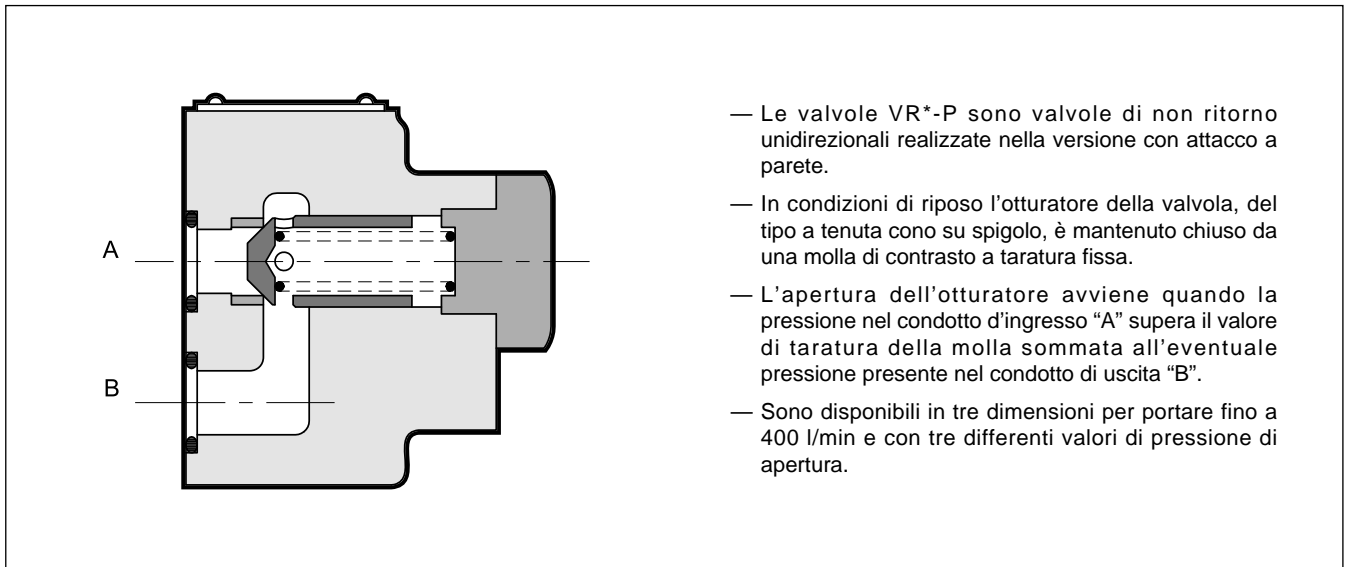 A
B
— Le valvole VR*-P sono valvole di non ritorno
unidirezionali realizzate nella versione con attacco a
parete.
— In condizioni di riposo l’otturatore della valvola, del
tipo a tenuta cono su spigolo, è mantenuto chiuso da
una molla di contrasto a taratura fissa.
— L’apertura dell’otturatore avviene quando la
pressione nel condotto d’ingresso “A” supera il valore
di taratura della molla sommata all’eventuale
pressione presente nel condotto di uscita “B”.
— Sono disponibili in tre dimensioni per portare fino a
400 l/min e con tre differenti valori di pressione di
apertura.